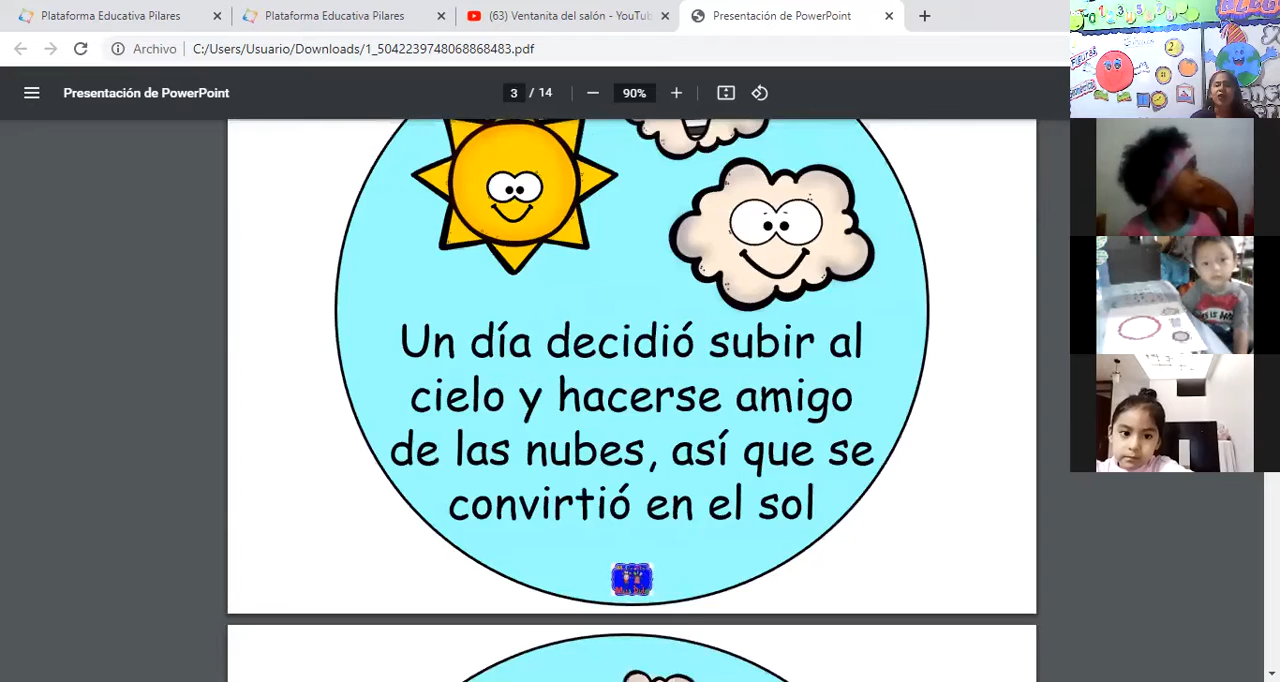 Plataforma Educativa Pilares
Plataforma Educativa Pilares
(63) Ventanita del salón - YouTub
Presentación de PowerPoint
Archivo
C:/Users/Usuario/Downloads/1_5042239748068868483.pdf
Presentación de PowerPoint
3 / 14
90%
Un día decidió subir al
cielo y hacerse amigo
de las nubes, así que se
convirtió en el sol